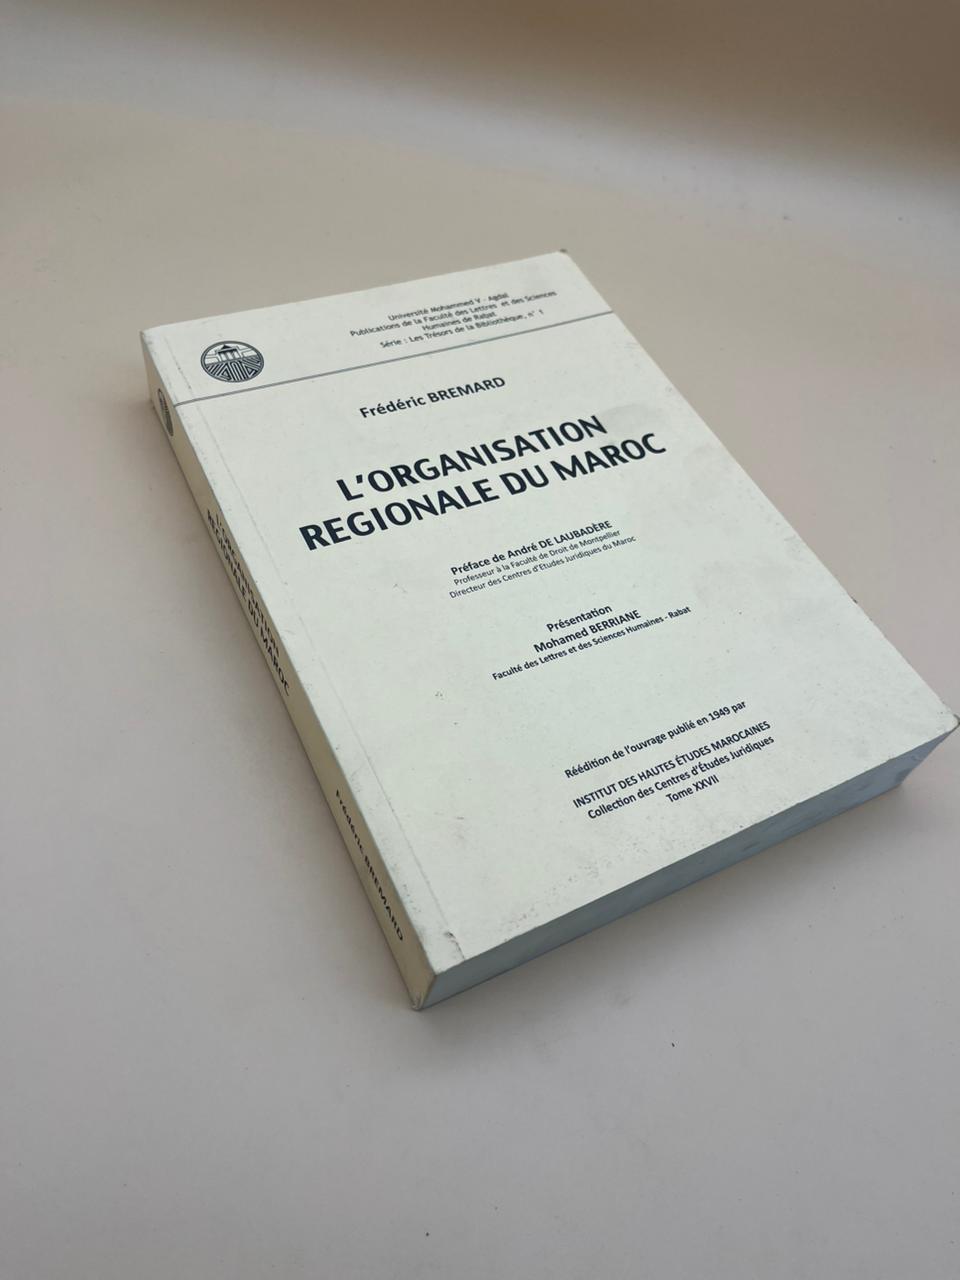 Université Mohammed V - Agdal
Publications de la Faculté des Lettres et des Sciences
Humaines de Rabat
Série : Les Trésors de la Bibliothèque, n° 1
Frédéric BREMARD
L'ORGANISATION
REGIONALE DU MAROC
Préface de André DE LAUBADÈRE
Professeur à la Faculté de Droit de Montpellier
Directeur des Centres d'Etudes Juridiques du Maroc
Présentation
Mohamed BERRIANE
Faculté des Lettres et des Sciences Humaines - Rabat
Réédition de l'ouvrage publié en 1949 par
INSTITUT DES HAUTES ÉTUDES MAROCAINES
Collection des Centres d'Études Juridiques
Tome XXVII
L'ORGANISATION
REGIONALE DU MAROC
Frédéric BREMARD